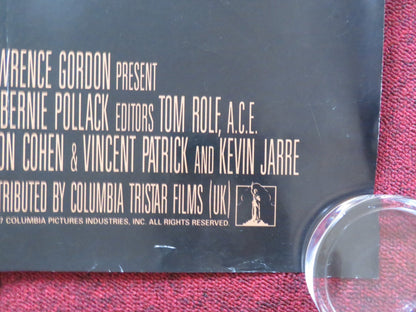 WRENCE GORDON PRESENT
BERNIE POLLACK EDITORS TOM ROLF, A.C.E.
ON COHEN & VINCENT PATRICK AND KEVIN JARRE
TRIBUTED BY COLUMBIA TRISTAR FILMS (UK)
COLUMBIA PICTURES INDUSTRIES, INC. ALL RIGHTS RESERVED.